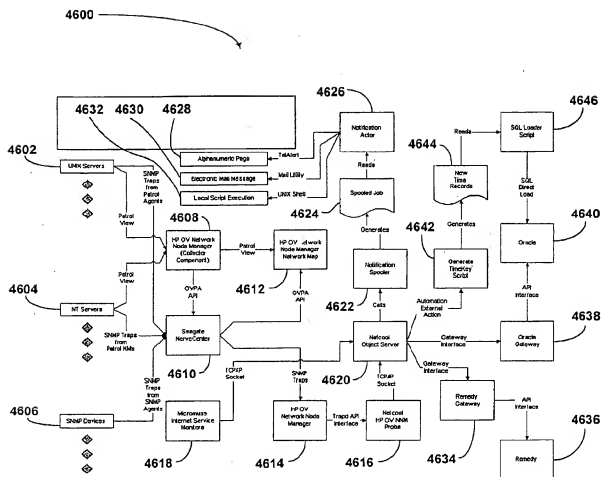 4600
4632
4630
4628
4626
4646
4602
4644
Alphanumeric Page
TelAlert
Notification
Actor
Reads
SQL Loader
Script
UNIX Servers
SNMP
Traps
from
Patrol
Agents
Electronic Mail Message
Mail Utility
Local Script Execution
UNIX Shell
Reads
New
Time
Records
SQL
Direct
Load
4608
4624
Spooled Job
4642
4640
Patrol
View
HP OV Network
Node Manager
(Collector
Component)
Patrol
View
HP OV Network
Node Manager
Network Map
Generates
Generates
Oracle
4604
Patrol
View
4612
Notification
Spooler
Generate
TimeKey
Script
OVPA
API
OVPA
API
4622
Calls
Automation
External
Action
API
Interface
4638
NT Servers
SNMP Traps
from
Patrol KMs
Seagate
NerveCenter
Netcool
Object Server
Gateway
Interface
Oracle
Gateway
4610
4620
Gateway
Interface
4606
SNMP
Traps
from
SNMP
Agents
TCP/IP
Socket
SNMP
Traps
TCP/IP
Socket
SNMP Devices
Micromuse
Internet Service
Monitors
HP OV
Network Node
Manager
Trapd API
Interface
Netcool
HP OV NNM
Probe
Remedy
Gateway
API
Interface
4636
4618
4614
4616
4634
Remedy